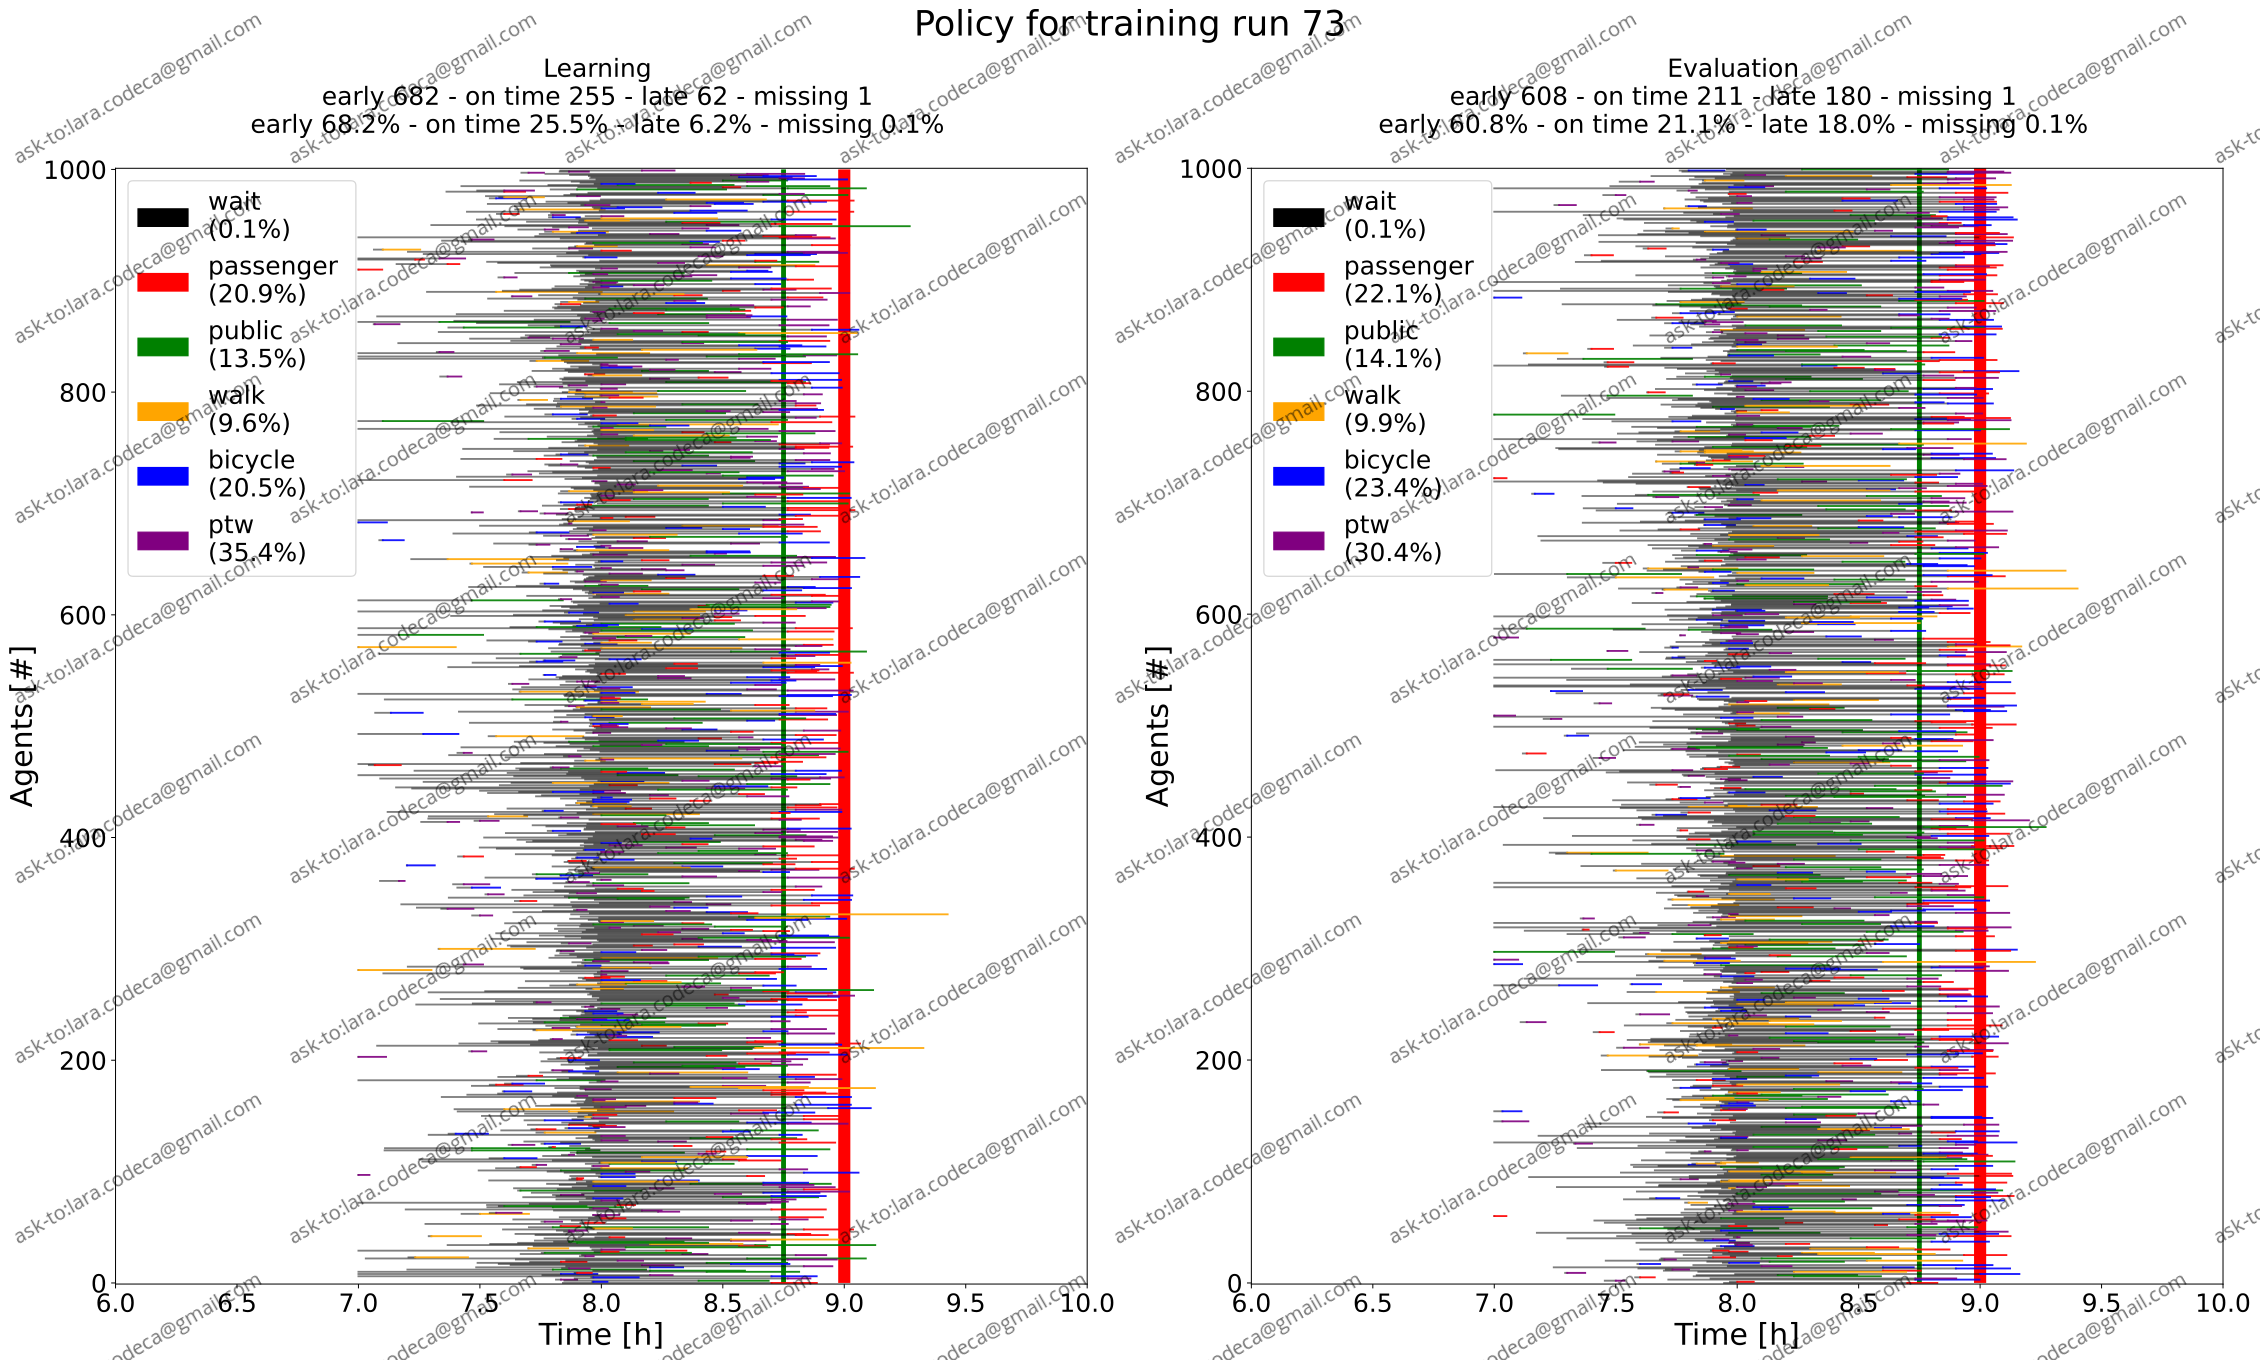 Policy for training run 73
Learning
early 682 - on time 255 - late 62 - missing 1
early 68.2% - on time 25.5% - late 6.2% - missing 0.1%
1000
800
600
400
200
0
Agents [#]
wait
(0.1%)
passenger
(20.9%)
public
(13.5%)
walk
(9.6%)
bicycle
(20.5%)
ptw
(35.4%)
6.0 6.5 7.0 7.5 8.0 8.5 9.0 9.5 10.0
Time [h]
Evaluation
early 608 - on time 211 - late 180 - missing 1
early 60.8% - on time 21.1% - late 18.0% - missing 0.1%
1000
800
600
400
200
0
Agents [#]
wait
(0.1%)
passenger
(22.1%)
public
(14.1%)
walk
(9.9%)
bicycle
(23.4%)
ptw
(30.4%)
6.0 6.5 7.0 7.5 8.0 8.5 9.0 9.5 10.0
Time [h]
ask-to:lara.codeca@gmail.com